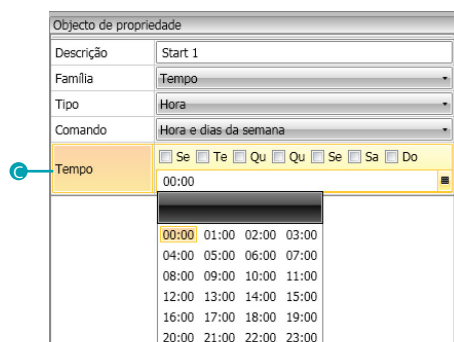 Objecto de propriedade
Descrição Start 1
Família Tempo
Tipo Hora
Comando Hora e dias da semana
C Tempo Se Te Qu Qu Se Sa Do
00:00
00:00 01:00 02:00 03:00
04:00 05:00 06:00 07:00
08:00 09:00 10:00 11:00
12:00 13:00 14:00 15:00
16:00 17:00 18:00 19:00
20:00 21:00 22:00 23:00